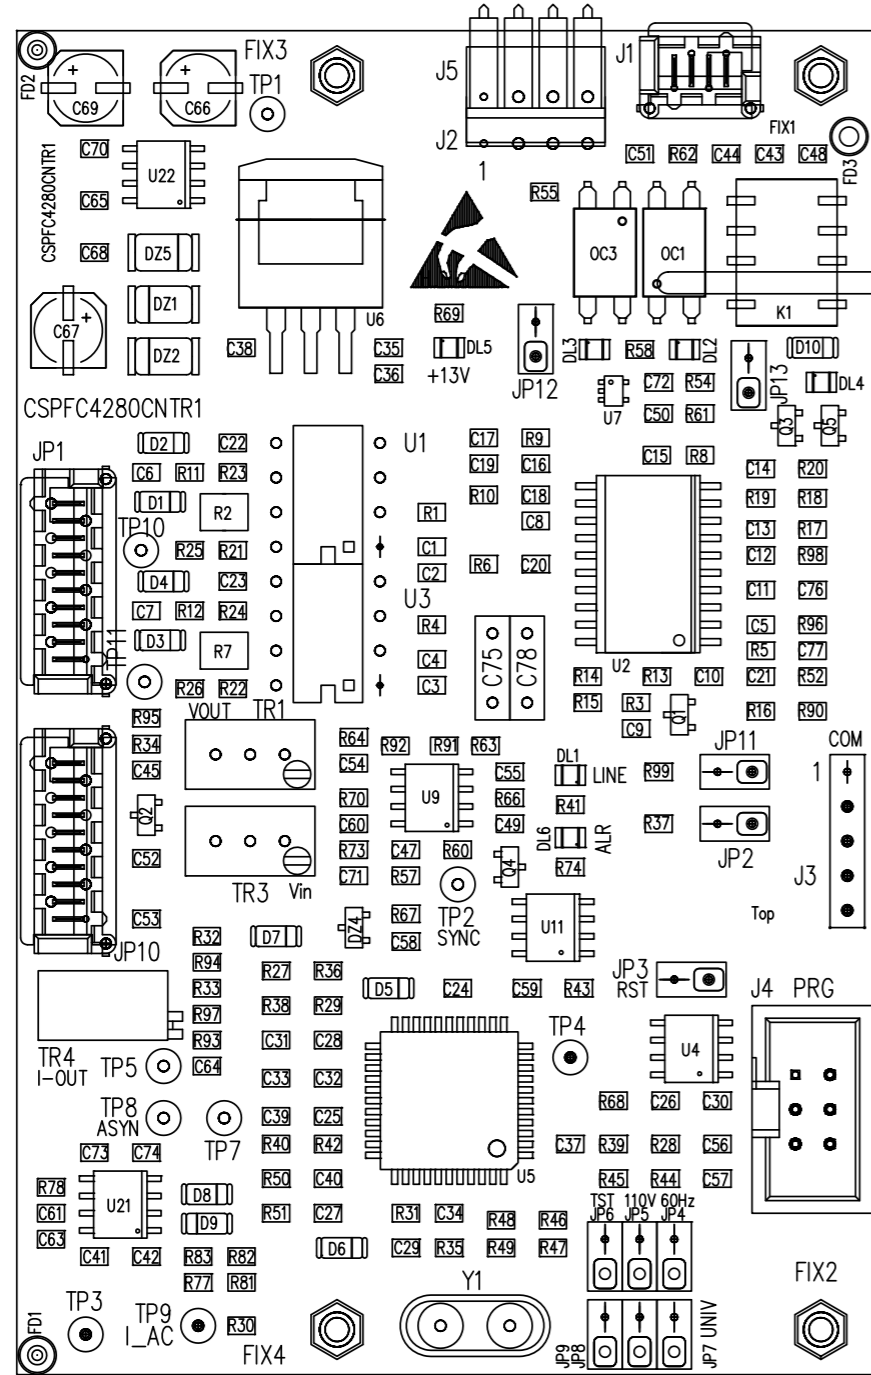 FD2
C69
C66
FIX3
TP1
J5
J2
1
J1
FIX1
FD3
C70
U22
C65
C68
CSPFC4280CNTR1
DZ5
DZ1
DZ2
C67
U6
C51 R62 C44 C43 C48
R55
OC3
OC1
K1
R69
DL5
+13V
C38
C35
C36
JP12
DL3
R58
DL2
JP13
D10
DL4
U7
C72 R54
C50 R61
Q3
Q5
CSPFC4280CNTR1
JP1
D2 C22
U1
C17 R9
C15 R8
C6 R11 R23
C19 C16
C14 R20
D1
R2
R10 C18
R19 R18
TP10
R1
C8
C13 R17
R25 R21
C1
C12 R98
D4 C23
C2
R6 C20
C11 C76
C7 R12 R24
U3
R4
C5 R96
TP11
D3
R7
C4
C75
C78
U2
R5 C77
R26 R22
C3
R14 R13 C10 C21 R52
R15
R3
Q1
R16 R90
C9
R95
VOUT TR1
R34
R64
R92 R91 R63
JP11
COM
C45
C54
DL1
LINE
R99
1
Q2
R70
U9
C55
R66
R41
C60
C49
DL6
ALR
R37
C52
R73
C47
R60
Q4
R74
JP2
TR3 Vin
C71
R57
J3
C53
DZ4
R67
TP2
SYNC
U11
Top
JP10
R32
D7
C58
R94
R27 R36
JP3
RST
J4 PRG
R33
D5
C24
C59 R43
R97
R38 R29
TP4
R93
C31 C28
U4
TR4
I-OUT
TP5
C64
C33 C32
TP8
ASYN
TP7
C39 C25
R68 C26 C30
C73 C74
R40 R42
C37 R39 R28 C56
R78
U21
D8
R50 C40
U5
R45 R44 C57
C61
D9
R51 C27
R31 C34
R48 R46
TST 110V 60Hz
JP6 JP5 JP4
C63
C41 C42
R83 R82
D6
C29 R35 R49 R47
R77 R81
Y1
FIX2
TP3
TP9
I_AC
R30
FIX4
FD1
JP9
JP8
JP7 UNIV